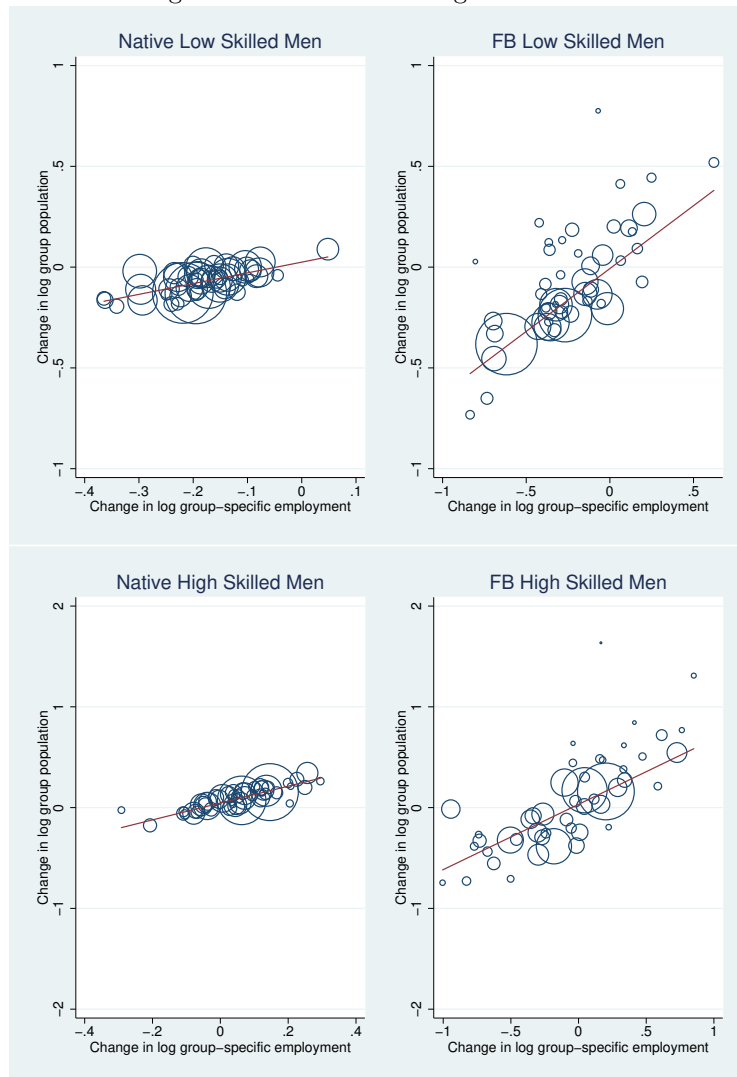 Native Low Skilled Men
FB Low Skilled Men
Change in log group population
1
.5
0
−.5
−1
−.4 −.3 −.2 −.1 0 .1
Change in log group−specific employment
Change in log group population
1
.5
0
−.5
−1
−1 −.5 0 .5
Change in log group−specific employment
Native High Skilled Men
FB High Skilled Men
Change in log group population
2
1
0
−1
−2
−.4 −.2 0 .2 .4
Change in log group−specific employment
Change in log group population
2
1
0
−1
−2
−1 −.5 0 .5 1
Change in log group−specific employment